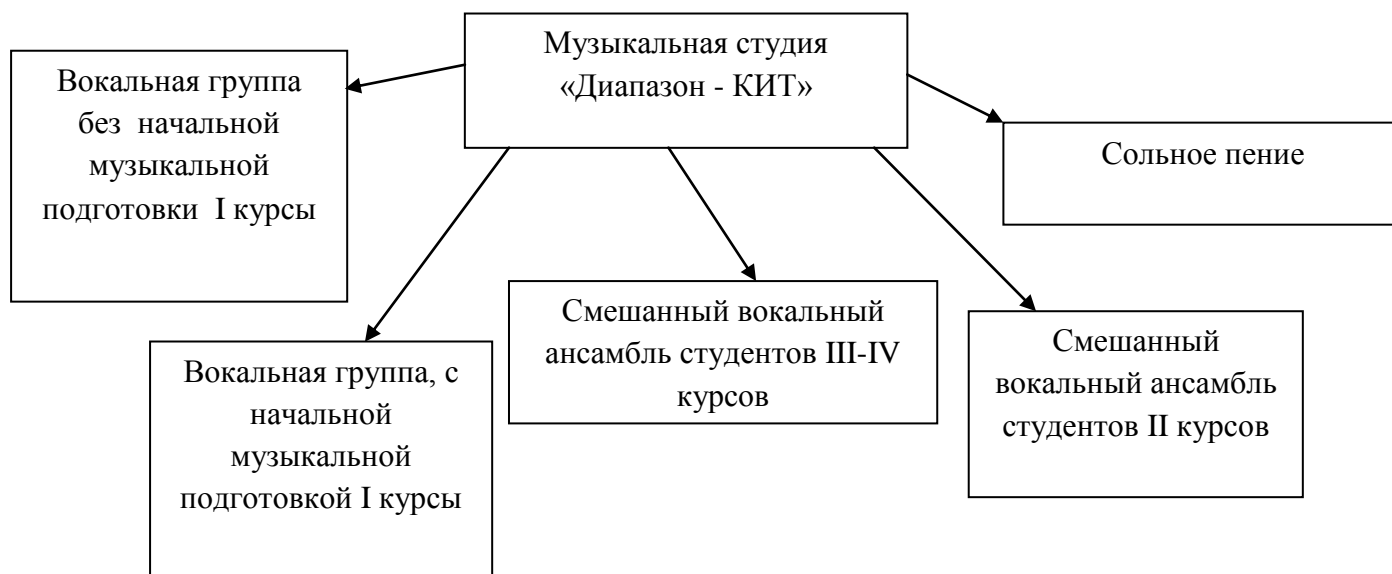 Музыкальная студия
«Диапазон - КИТ»
Вокальная группа
без начальной
музыкальной
подготовки I курсы
Сольное пение
Вокальная группа, с
начальной
музыкальной
подготовкой I курсы
Смешанный вокальный
ансамбль студентов III-IV
курсов
Смешанный
вокальный ансамбль
студентов II курсов